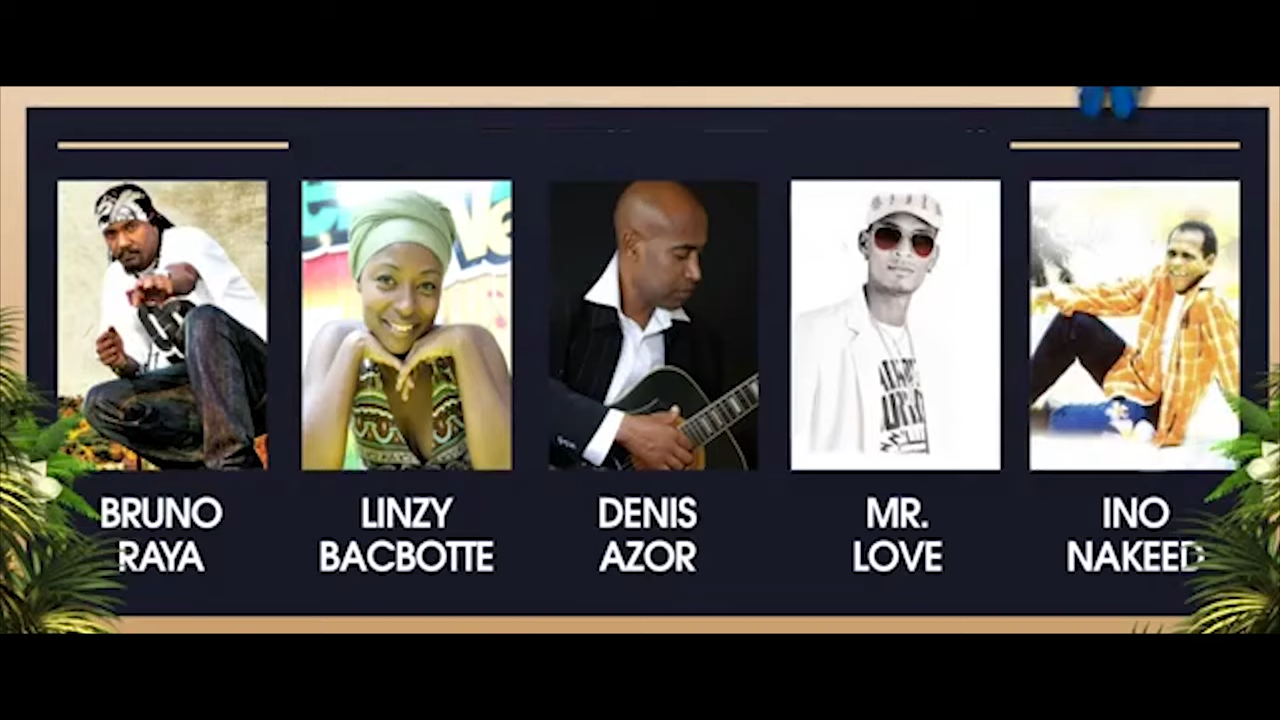 BRUNO
RAYA
LINZY
BACBOTTE
DENIS
AZOR
MR.
LOVE
INO
NAKEED